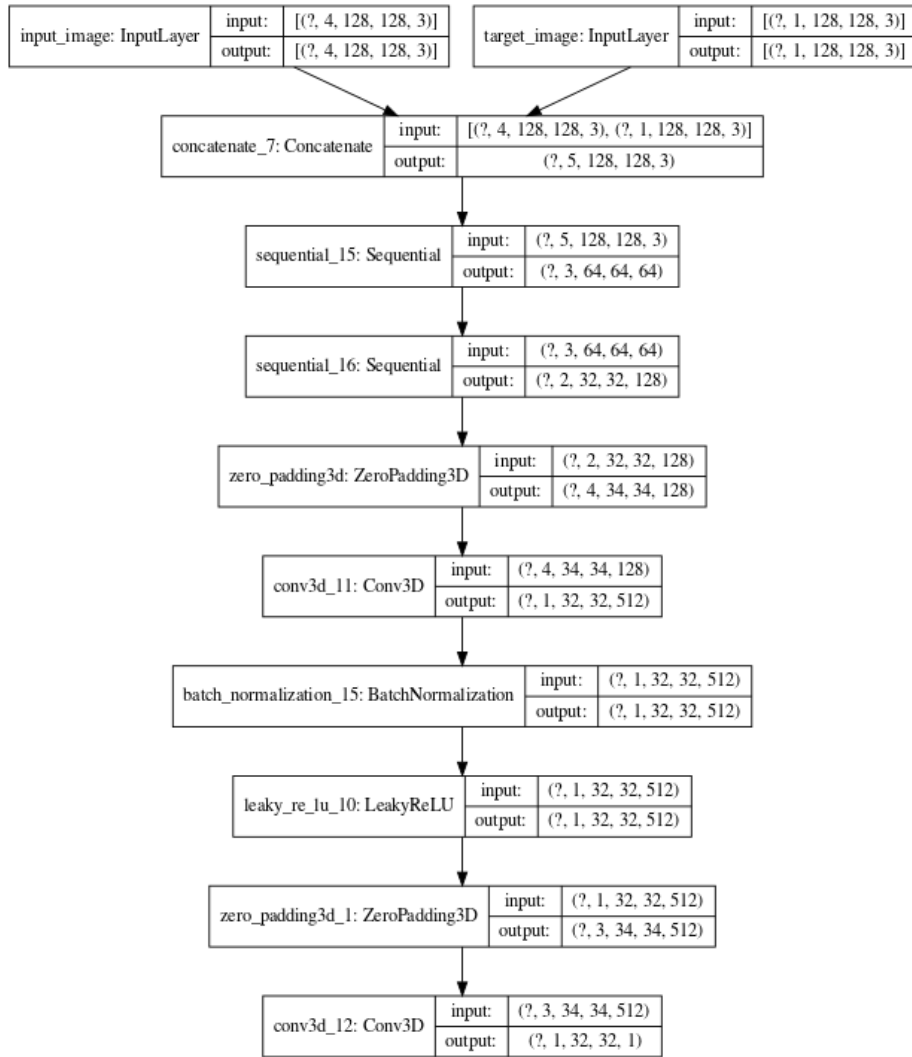 input_image: InputLayer
input: [(?, 4, 128, 128, 3)]
output: [(?, 4, 128, 128, 3)]
target_image: InputLayer
input: [(?, 1, 128, 128, 3)]
output: [(?, 1, 128, 128, 3)]
concatenate_7: Concatenate
input: [(?, 4, 128, 128, 3), (?, 1, 128, 128, 3)]
output: (?, 5, 128, 128, 3)
sequential_15: Sequential
input: (?, 5, 128, 128, 3)
output: (?, 3, 64, 64, 64)
sequential_16: Sequential
input: (?, 3, 64, 64, 64)
output: (?, 2, 32, 32, 128)
zero_padding3d: ZeroPadding3D
input: (?, 2, 32, 32, 128)
output: (?, 4, 34, 34, 128)
conv3d_11: Conv3D
input: (?, 4, 34, 34, 128)
output: (?, 1, 32, 32, 512)
batch_normalization_15: BatchNormalization
input: (?, 1, 32, 32, 512)
output: (?, 1, 32, 32, 512)
leaky_re_lu_10: LeakyReLU
input: (?, 1, 32, 32, 512)
output: (?, 1, 32, 32, 512)
zero_padding3d_1: ZeroPadding3D
input: (?, 1, 32, 32, 512)
output: (?, 3, 34, 34, 512)
conv3d_12: Conv3D
input: (?, 3, 34, 34, 512)
output: (?, 1, 32, 32, 1)